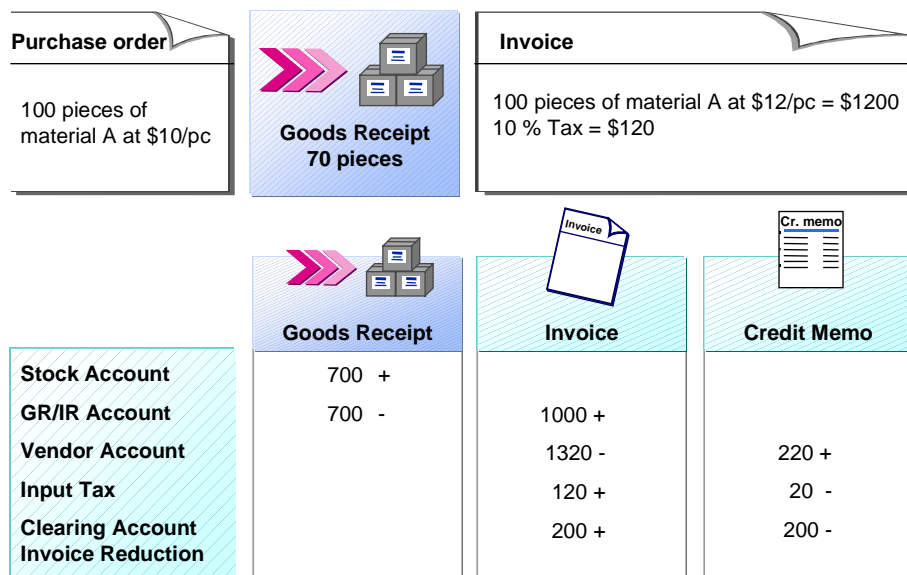 Purchase order
100 pieces of
material A at $10/pc
Goods Receipt
70 pieces
Invoice
100 pieces of material A at $12/pc = $1200
10 % Tax = $120
Goods Receipt
Invoice
Invoice
Cr. memo
Credit Memo
Stock Account 700 +
GR/IR Account 700 - 1000 +
Vendor Account 1320 - 220 +
Input Tax 120 + 20 -
Clearing Account 200 + 200 -
Invoice Reduction